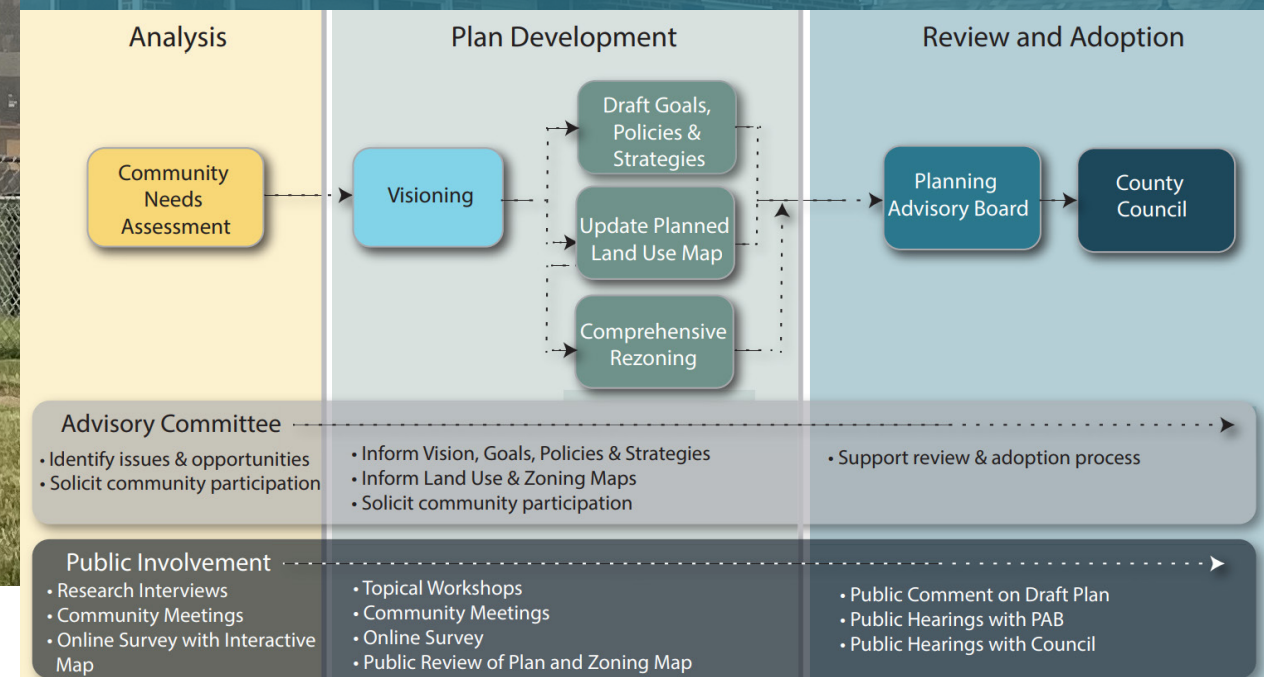 Analysis
Plan Development
Review and Adoption
Community
Needs
Assessment
Visioning
Draft Goals,
Policies &
Strategies
Update Planned
Land Use Map
Comprehensive
Rezoning
Planning
Advisory Board
County
Council
Advisory Committee
• Identify issues & opportunities
• Solicit community participation
• Inform Vision, Goals, Policies & Strategies
• Inform Land Use & Zoning Maps
• Solicit community participation
• Support review & adoption process
Public Involvement
• Research Interviews
• Community Meetings
• Online Survey with Interactive
Map
• Topical Workshops
• Community Meetings
• Online Survey
• Public Review of Plan and Zoning Map
• Public Comment on Draft Plan
• Public Hearings with PAB
• Public Hearings with Council